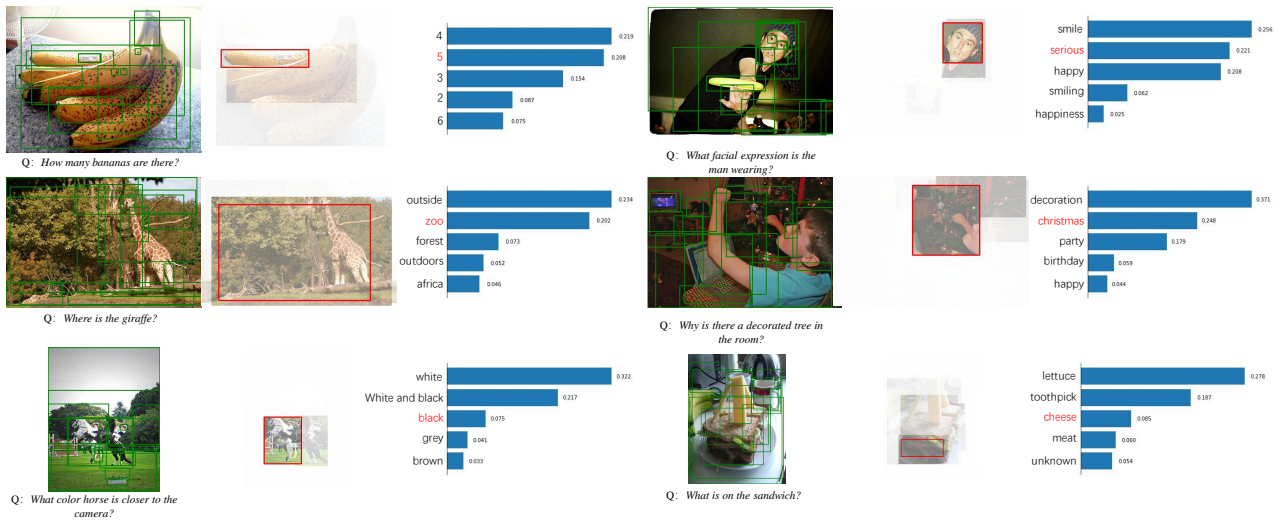 4
0.219
5
0.208
3
0.154
2
0.087
6
0.075
Q: How many bananas are there?
smile
0.256
serious
0.221
happy
0.208
smiling
0.062
happiness
0.025
Q: What facial expression is the
man wearing?
outside
0.234
zoo
0.202
forest
0.073
outdoors
0.052
africa
0.046
Q: Where is the giraffe?
decoration
0.371
christmas
0.248
party
0.179
birthday
0.059
happy
0.044
Q: Why is there a decorated tree in
the room?
white
0.322
White and black
0.217
black
0.075
grey
0.041
brown
0.033
Q: What color horse is closer to the
camera?
lettuce
0.278
toothpick
0.187
cheese
0.085
meat
0.060
unknown
0.054
Q: What is on the sandwich?